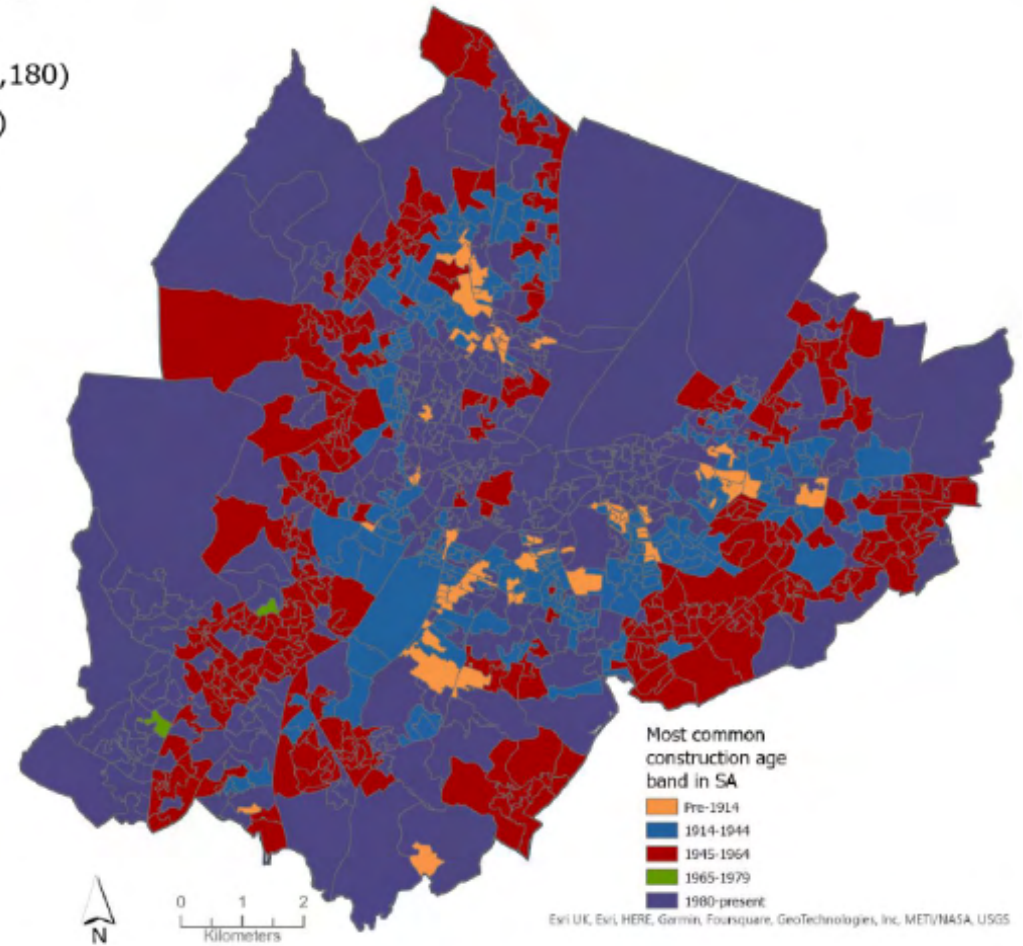 ,180)
)
Most common
construction age
band in SA
Pre-1914
1914-1944
1945-1964
1965-1979
1980-present
0 1 2
Kilometers
N
Esri UK, Esri, HERE, Garmin, Foursquare, GeoTechnologies, Inc, METI/NASA, USGS